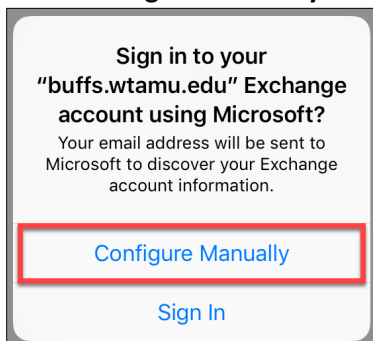 Sign in to your
“buffs.wtamu.edu” Exchange
account using Microsoft?
Your email address will be sent to
Microsoft to discover your Exchange
account information.
Configure Manually
Sign In